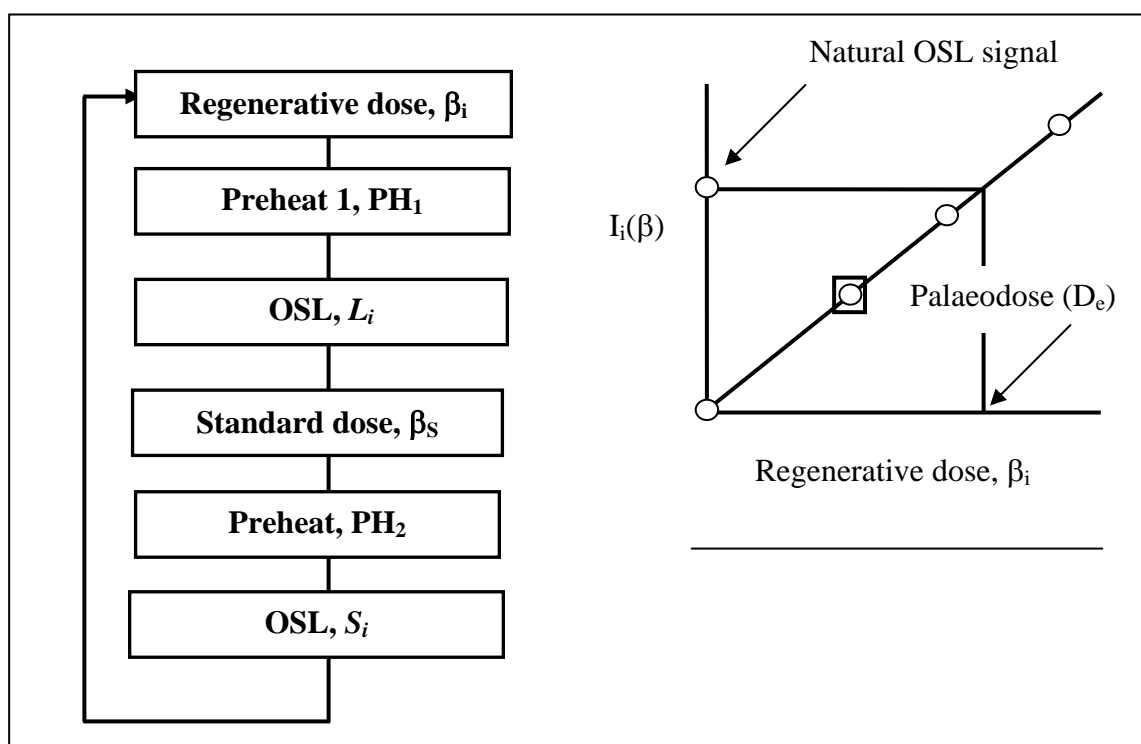 Regenerative dose, βi
Preheat 1, PH1
OSL, Li
Standard dose, βS
Preheat, PH2
OSL, Si
Natural OSL signal
Ii(β)
Palaeodose (De)
Regenerative dose, βi